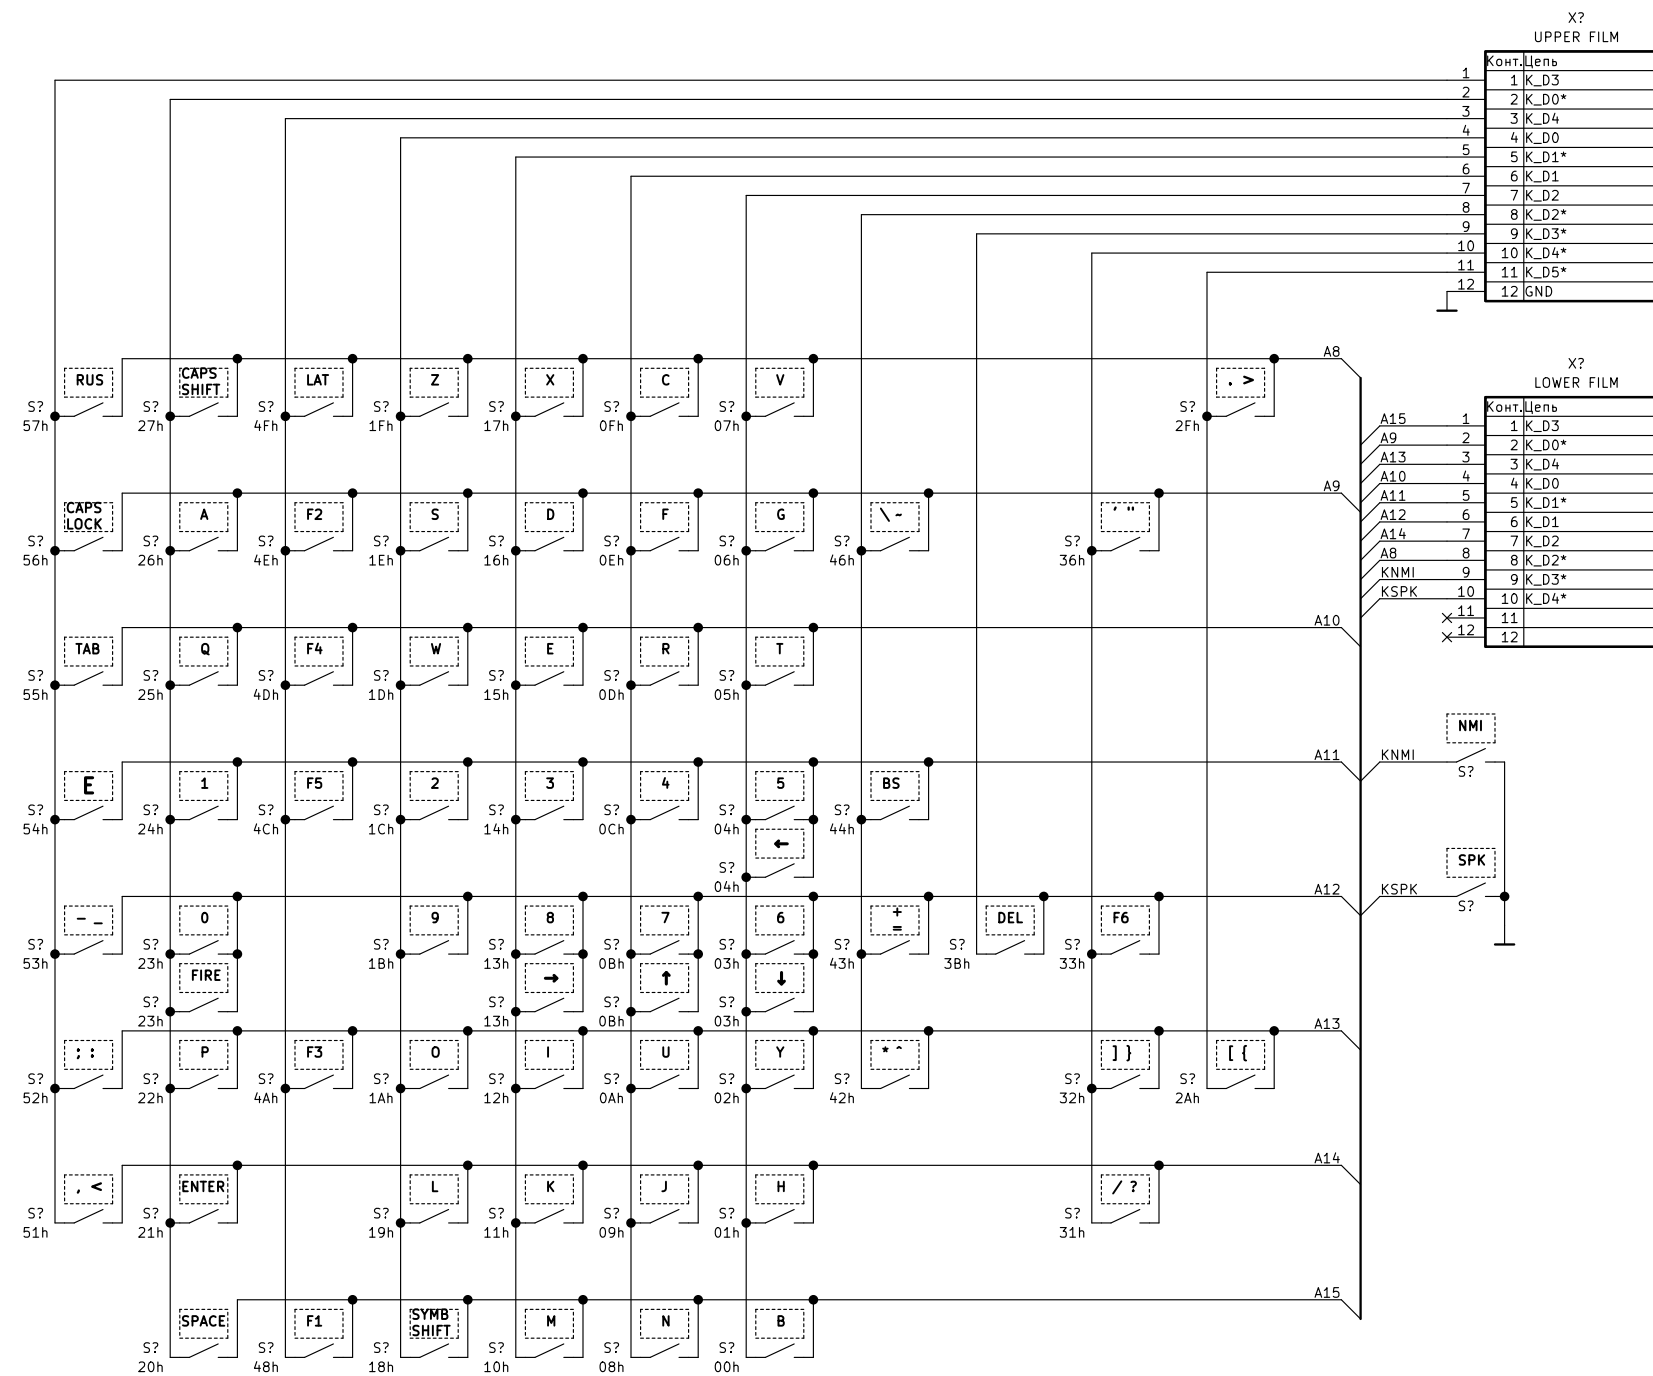 X?
UPPER FILM
Конт. Цепь
1 1 K_D3
2 2 K_D0*
3 3 K_D4
4 4 K_D0
5 5 K_D1*
6 6 K_D1
7 7 K_D2
8 8 K_D2*
9 9 K_D3*
10 10 K_D4*
11 11 K_D5*
12 12 GND
X?
LOWER FILM
Конт. Цепь
A15 1 1 K_D3
A9 2 2 K_D0*
A13 3 3 K_D4
A10 4 4 K_D0
A11 5 5 K_D1*
A12 6 6 K_D1
A14 7 7 K_D2
A8 8 8 K_D2*
KNMI 9 9 K_D3*
KSPK 10 10 K_D4*
11 11
12 12
A8
RUS CAPS SHIFT LAT Z X C V . >
S? S? S? S? S? S? S? S?
57h 27h 4Fh 1Fh 17h 0Fh 07h 2Fh
A9
CAPS LOCK A F2 S D F G \ ~ ' "
S? S? S? S? S? S? S? S? S?
56h 26h 4Eh 1Eh 16h 0Eh 06h 46h 36h
A10
TAB Q F4 W E R T
S? S? S? S? S? S? S?
55h 25h 4Dh 1Dh 15h 0Dh 05h
A11 KNMI NMI
S?
E 1 F5 2 3 4 5 BS
S? S? S? S? S? S? S? S?
54h 24h 4Ch 1Ch 14h 0Ch 04h 44h
←
S?
04h
A12 KSPK SPK
S?
– _ 0 9 8 7 6 + = DEL F6
S? S? S? S? S? S? S? S? S?
53h 23h 1Bh 13h 0Bh 03h 43h 3Bh 33h
FIRE → ↑ ↓
S? S? S? S?
23h 13h 0Bh 03h
A13
; : P F3 O I U Y * ^ ] } [ {
S? S? S? S? S? S? S? S? S? S?
52h 22h 4Ah 1Ah 12h 0Ah 02h 42h 32h 2Ah
A14
, < ENTER L K J H / ?
S? S? S? S? S? S? S?
51h 21h 19h 11h 09h 01h 31h
A15
SPACE F1 SYMB SHIFT M N B
S? S? S? S? S? S?
20h 48h 18h 10h 08h 00h